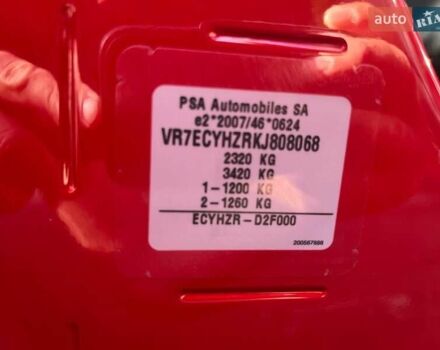 auto RIA
PSA Automobiles SA
e2*2007/46*0624
VR7ECYHZRKJ808068
2320 KG
3420 KG
1-1200 KG
2-1260 KG
ECYHZR-D2F000
200567888